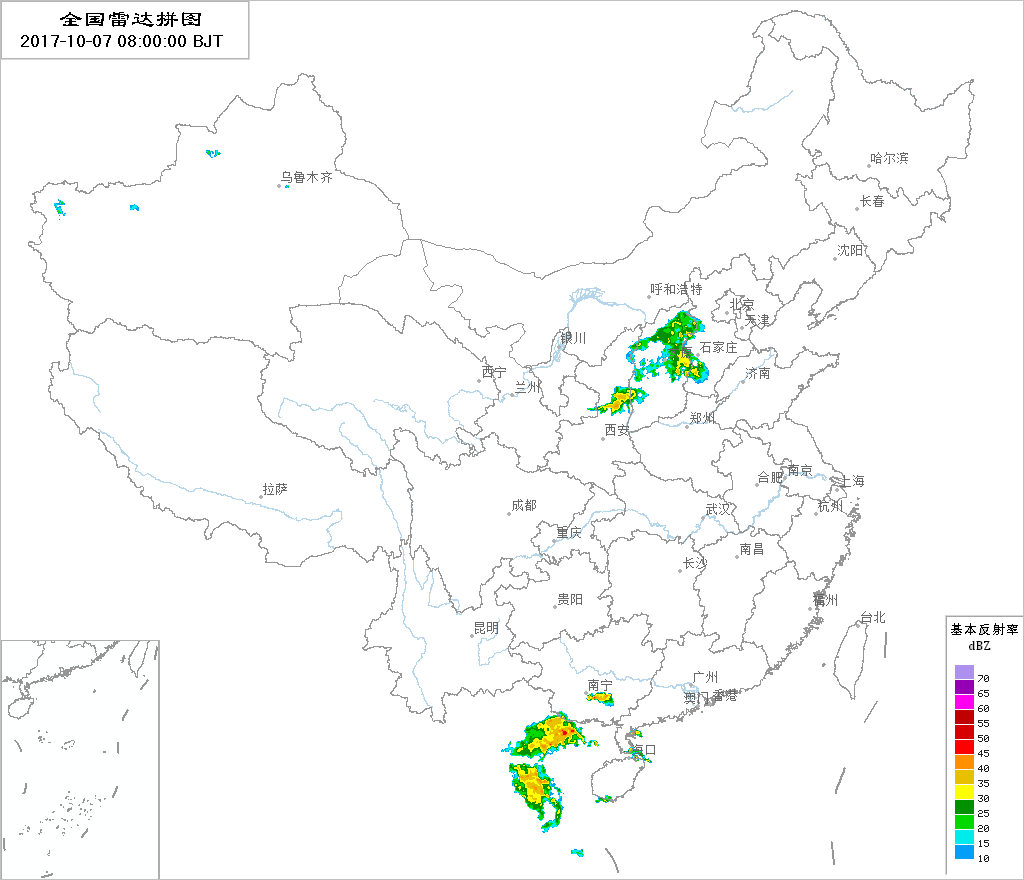 全国雷达拼图
2017-10-07 08:00:00 BJT
哈尔滨
乌鲁木齐
长春
沈阳
呼和浩特
北京
天津
银川
石家庄
西宁
济南
兰州
郑州
西安
南京
合肥
上海
拉萨
成都
武汉
杭州
重庆
南昌
长沙
贵阳
福州
台北
昆明
基本反射率
dBZ
广州
南宁
澳门
香港
70
65
60
55
50
45
40
35
30
25
20
15
10
海口